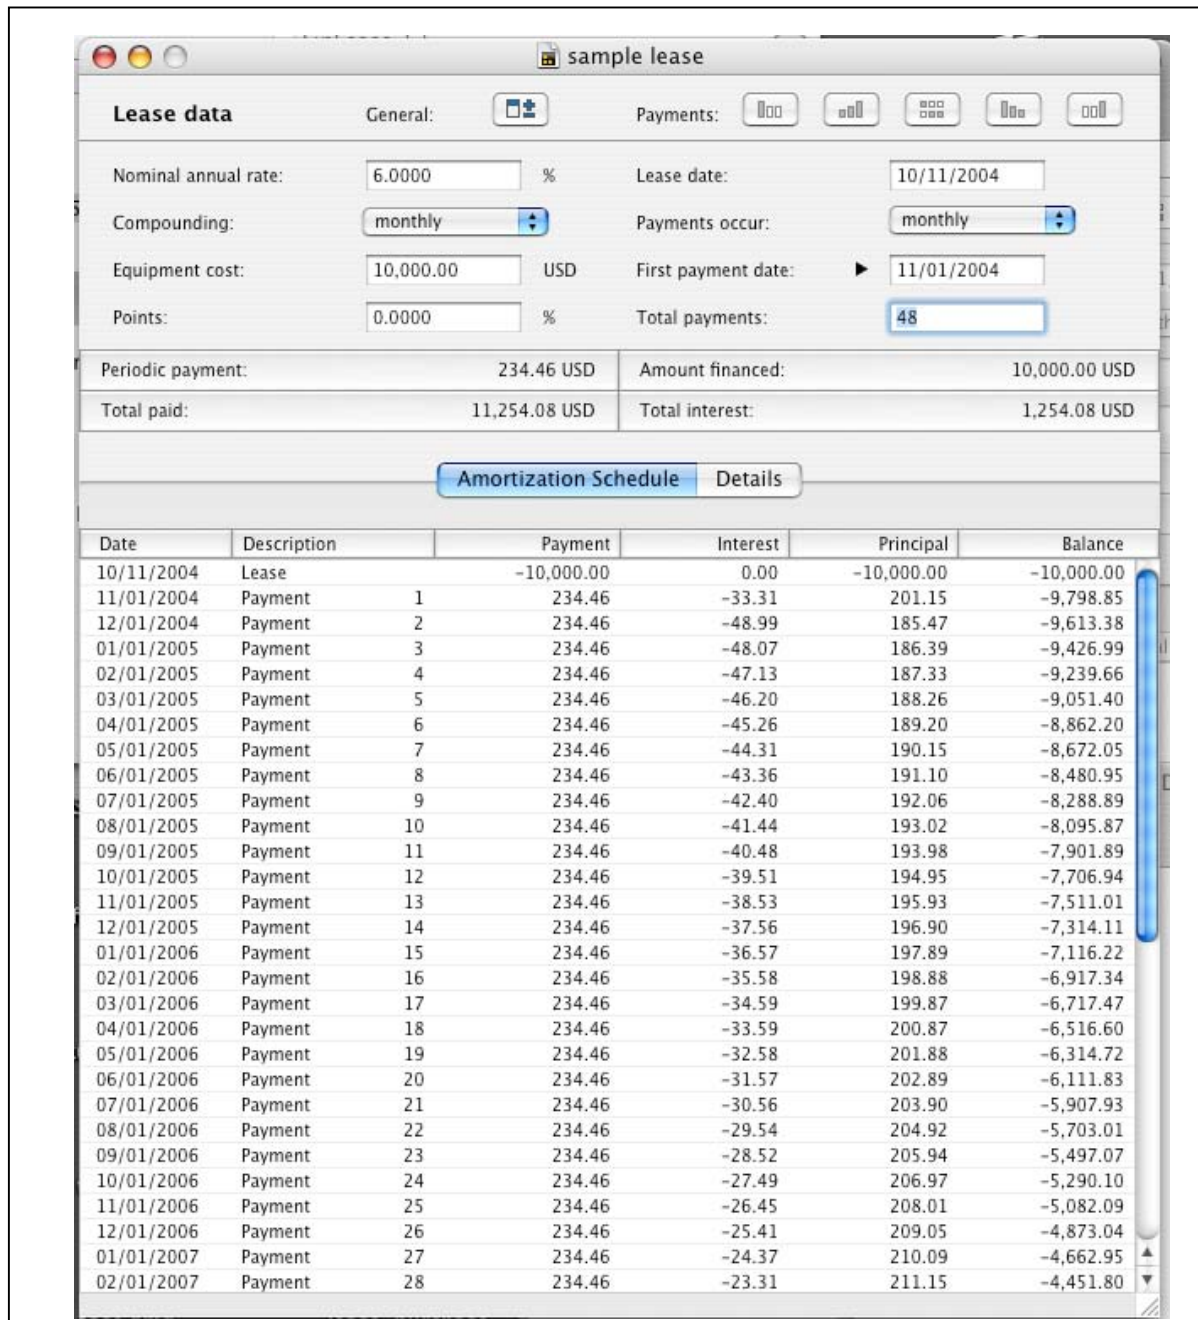 sample lease
Lease data General: Payments:
Nominal annual rate: 6.0000 % Lease date: 10/11/2004
Compounding: monthly Payments occur: monthly
Equipment cost: 10,000.00 USD First payment date: 11/01/2004
Points: 0.0000 % Total payments: 48
Periodic payment: 234.46 USD Amount financed: 10,000.00 USD
Total paid: 11,254.08 USD Total interest: 1,254.08 USD
Amortization Schedule Details
Date Description Payment Interest Principal Balance
10/11/2004 Lease -10,000.00 0.00 -10,000.00 -10,000.00
11/01/2004 Payment 1 234.46 -33.31 201.15 -9,798.85
12/01/2004 Payment 2 234.46 -48.99 185.47 -9,613.38
01/01/2005 Payment 3 234.46 -48.07 186.39 -9,426.99
02/01/2005 Payment 4 234.46 -47.13 187.33 -9,239.66
03/01/2005 Payment 5 234.46 -46.20 188.26 -9,051.40
04/01/2005 Payment 6 234.46 -45.26 189.20 -8,862.20
05/01/2005 Payment 7 234.46 -44.31 190.15 -8,672.05
06/01/2005 Payment 8 234.46 -43.36 191.10 -8,480.95
07/01/2005 Payment 9 234.46 -42.40 192.06 -8,288.89
08/01/2005 Payment 10 234.46 -41.44 193.02 -8,095.87
09/01/2005 Payment 11 234.46 -40.48 193.98 -7,901.89
10/01/2005 Payment 12 234.46 -39.51 194.95 -7,706.94
11/01/2005 Payment 13 234.46 -38.53 195.93 -7,511.01
12/01/2005 Payment 14 234.46 -37.56 196.90 -7,314.11
01/01/2006 Payment 15 234.46 -36.57 197.89 -7,116.22
02/01/2006 Payment 16 234.46 -35.58 198.88 -6,917.34
03/01/2006 Payment 17 234.46 -34.59 199.87 -6,717.47
04/01/2006 Payment 18 234.46 -33.59 200.87 -6,516.60
05/01/2006 Payment 19 234.46 -32.58 201.88 -6,314.72
06/01/2006 Payment 20 234.46 -31.57 202.89 -6,111.83
07/01/2006 Payment 21 234.46 -30.56 203.90 -5,907.93
08/01/2006 Payment 22 234.46 -29.54 204.92 -5,703.01
09/01/2006 Payment 23 234.46 -28.52 205.94 -5,497.07
10/01/2006 Payment 24 234.46 -27.49 206.97 -5,290.10
11/01/2006 Payment 25 234.46 -26.45 208.01 -5,082.09
12/01/2006 Payment 26 234.46 -25.41 209.05 -4,873.04
01/01/2007 Payment 27 234.46 -24.37 210.09 -4,662.95
02/01/2007 Payment 28 234.46 -23.31 211.15 -4,451.80